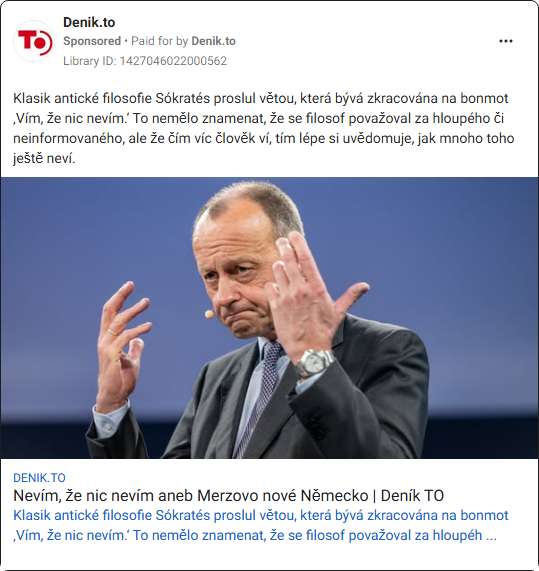 Denik.to
Sponsored • Paid for by Denik.to
Library ID: 1427046022000562
Klasik antické filosofie Sókratés proslul větou, která bývá zkracována na bonmot
‚Vím, že nic nevím.‘ To nemělo znamenat, že se filosof považoval za hloupého či
neinformovaného, ale že čím víc člověk ví, tím lépe si uvědomuje, jak mnoho toho
ještě neví.
DENIK.TO
Nevím, že nic nevím aneb Merzovo nové Německo | Deník TO
Klasik antické filosofie Sókratés proslul větou, která bývá zkracována na bonmot
‚Vím, že nic nevím.‘ To nemělo znamenat, že se filosof považoval za hloupéh ...